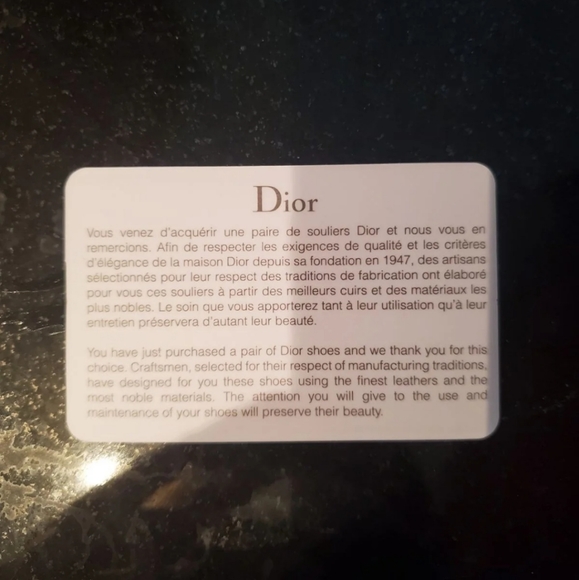 Dior
Vous venez d'acquérir une paire de souliers Dior et nous vous en
remercions. Afin de respecter les exigences de qualité et les critères
d'élégance de la maison Dior depuis sa fondation en 1947, des artisans
sélectionnés pour leur respect des traditions de fabrication ont élaboré
pour vous ces souliers à partir des meilleurs cuirs et des matériaux les
plus nobles. Le soin que vous apporterez tant à leur utilisation qu'à leur
entretien préservera d'autant leur beauté.
You have just purchased a pair of Dior shoes and we thank you for this
choice. Craftsmen, selected for their respect of manufacturing traditions,
have designed for you these shoes using the finest leathers and the
most noble materials. The attention you will give to the use and
maintenance of your shoes will preserve their beauty.